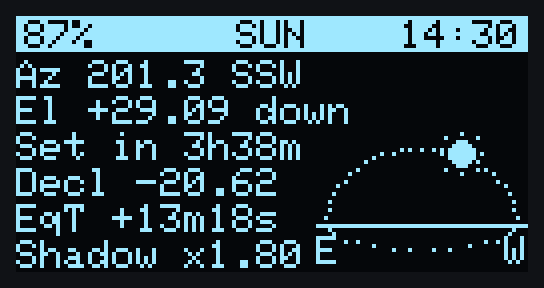 87% SUN 14:30
Az 201.3 SSW
El +29.09 down
Set in 3h38m
Decl -20.62
EqT +13m18s
Shadow x1.80 E W